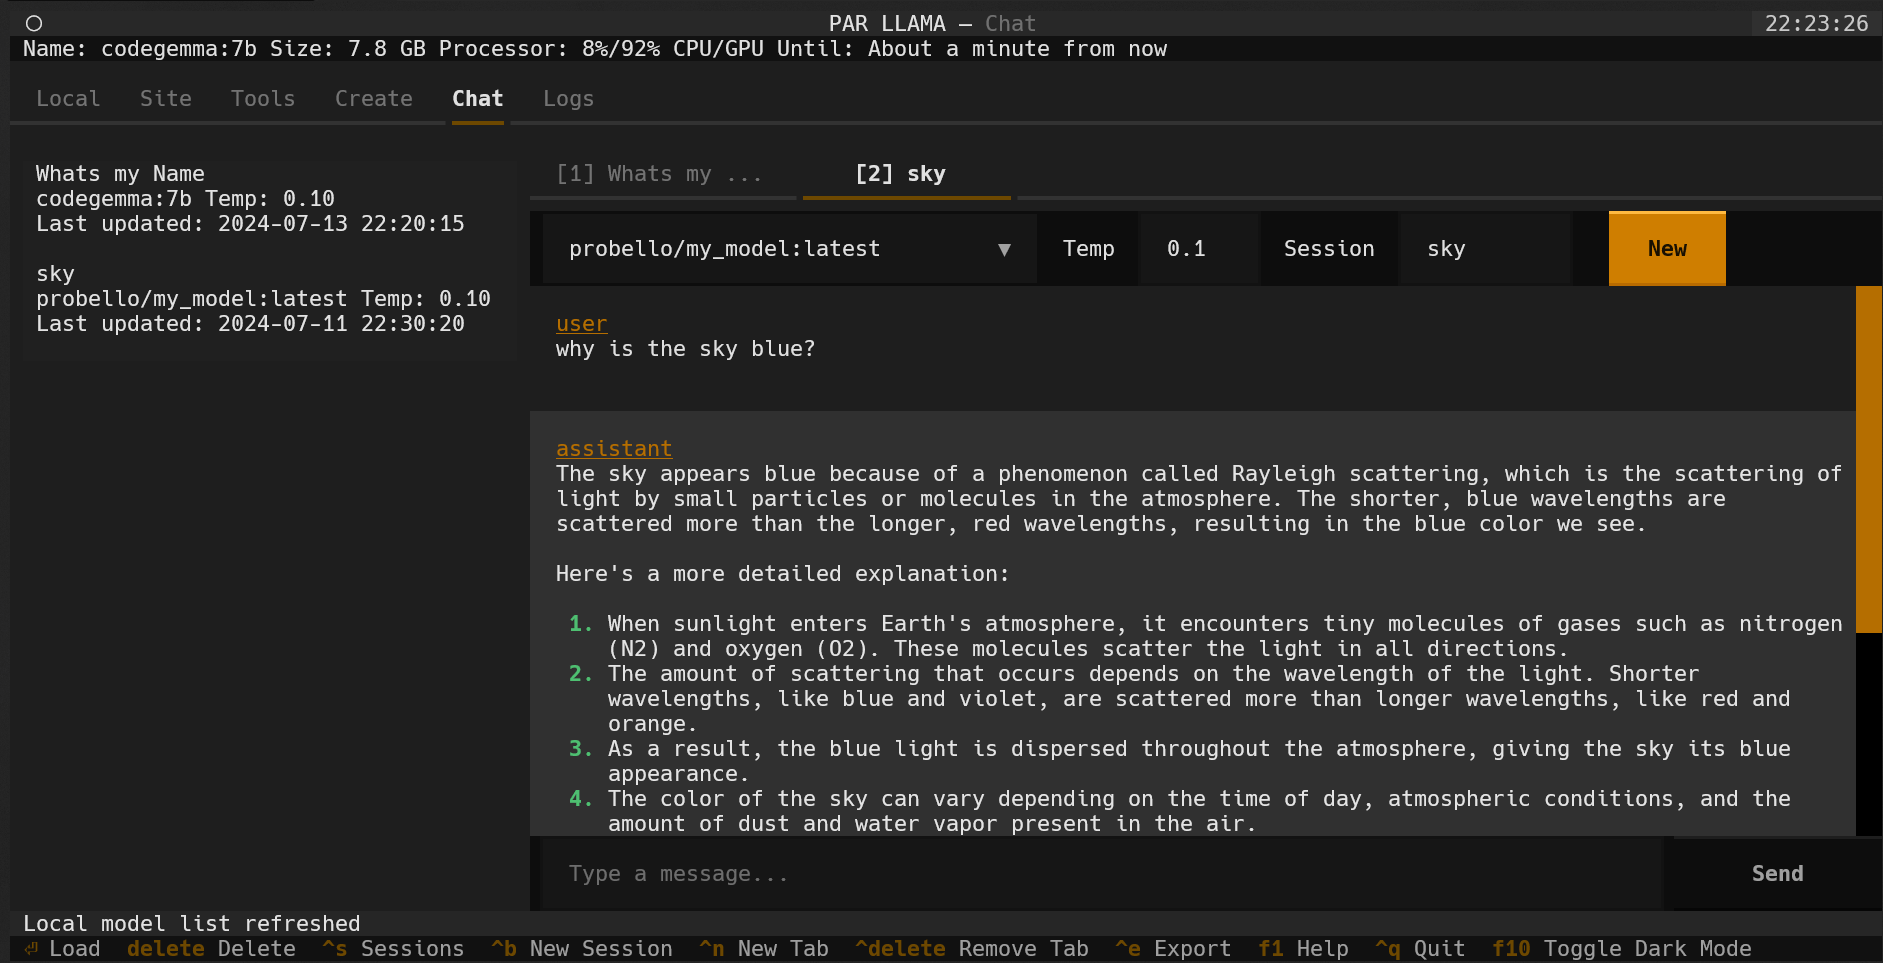 PAR LLAMA — Chat
22:23:26
Name: codegemma:7b Size: 7.8 GB Processor: 8%/92% CPU/GPU Until: About a minute from now
Local Site Tools Create Chat Logs
Whats my Name
codegemma:7b Temp: 0.10
Last updated: 2024-07-13 22:20:15
sky
probello/my_model:latest Temp: 0.10
Last updated: 2024-07-11 22:30:20
[1] Whats my ... [2] sky
probello/my_model:latest ▼ Temp 0.1 Session sky New
user
why is the sky blue?
assistant
The sky appears blue because of a phenomenon called Rayleigh scattering, which is the scattering of
light by small particles or molecules in the atmosphere. The shorter, blue wavelengths are
scattered more than the longer, red wavelengths, resulting in the blue color we see.
Here's a more detailed explanation:
1. When sunlight enters Earth's atmosphere, it encounters tiny molecules of gases such as nitrogen
(N2) and oxygen (O2). These molecules scatter the light in all directions.
2. The amount of scattering that occurs depends on the wavelength of the light. Shorter
wavelengths, like blue and violet, are scattered more than longer wavelengths, like red and
orange.
3. As a result, the blue light is dispersed throughout the atmosphere, giving the sky its blue
appearance.
4. The color of the sky can vary depending on the time of day, atmospheric conditions, and the
amount of dust and water vapor present in the air.
Type a message... Send
Local model list refreshed
⏎ Load delete Delete ^s Sessions ^b New Session ^n New Tab ^delete Remove Tab ^e Export f1 Help ^q Quit f10 Toggle Dark Mode